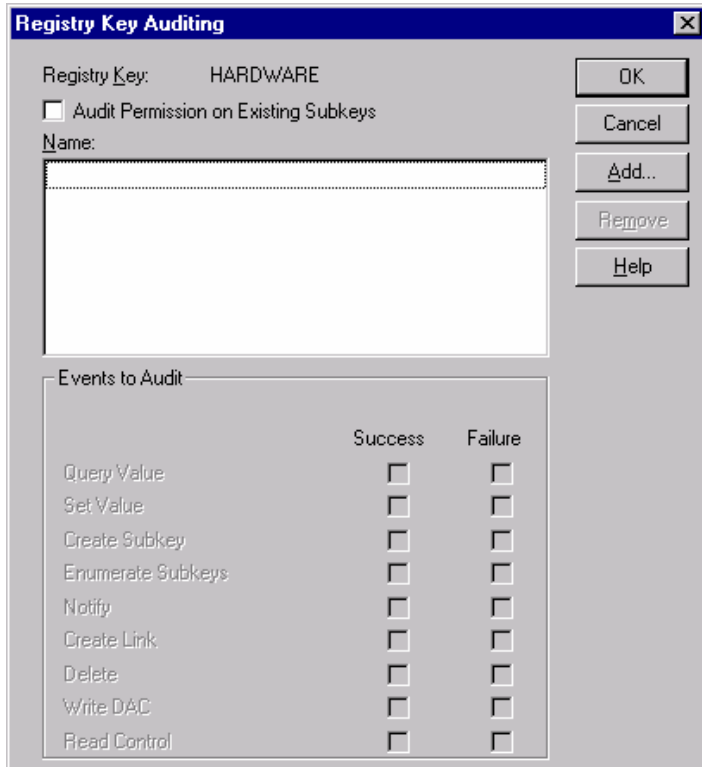 Registry Key Auditing
Registry Key: HARDWARE
OK
Audit Permission on Existing Subkeys
Cancel
Name:
Add...
Remove
Help
Events to Audit
Success Failure
Query Value
Set Value
Create Subkey
Enumerate Subkeys
Notify
Create Link
Delete
Write DAC
Read Control